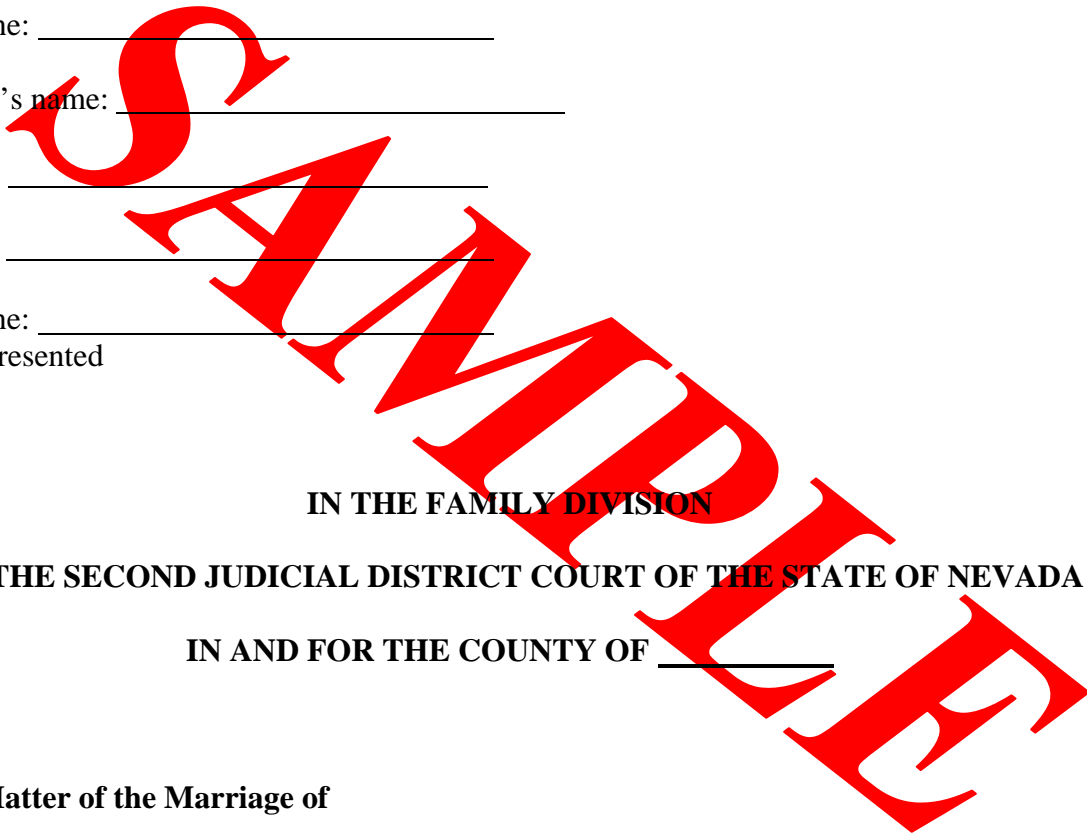 ne:
’s name:
resented
ne:
IN THE FAMILY DIVISION
THE SECOND JUDICIAL DISTRICT COURT OF THE STATE OF NEVADA
IN AND FOR THE COUNTY OF
Matter of the Marriage of
SAMPLE